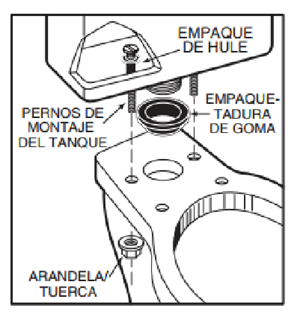 EMPAQUE
DE HULE
PERNOS DE
MONTAJE
DEL TANQUE
EMPAQUE-
TADURA
DE GOMA
ARANDELA/
TUERCA